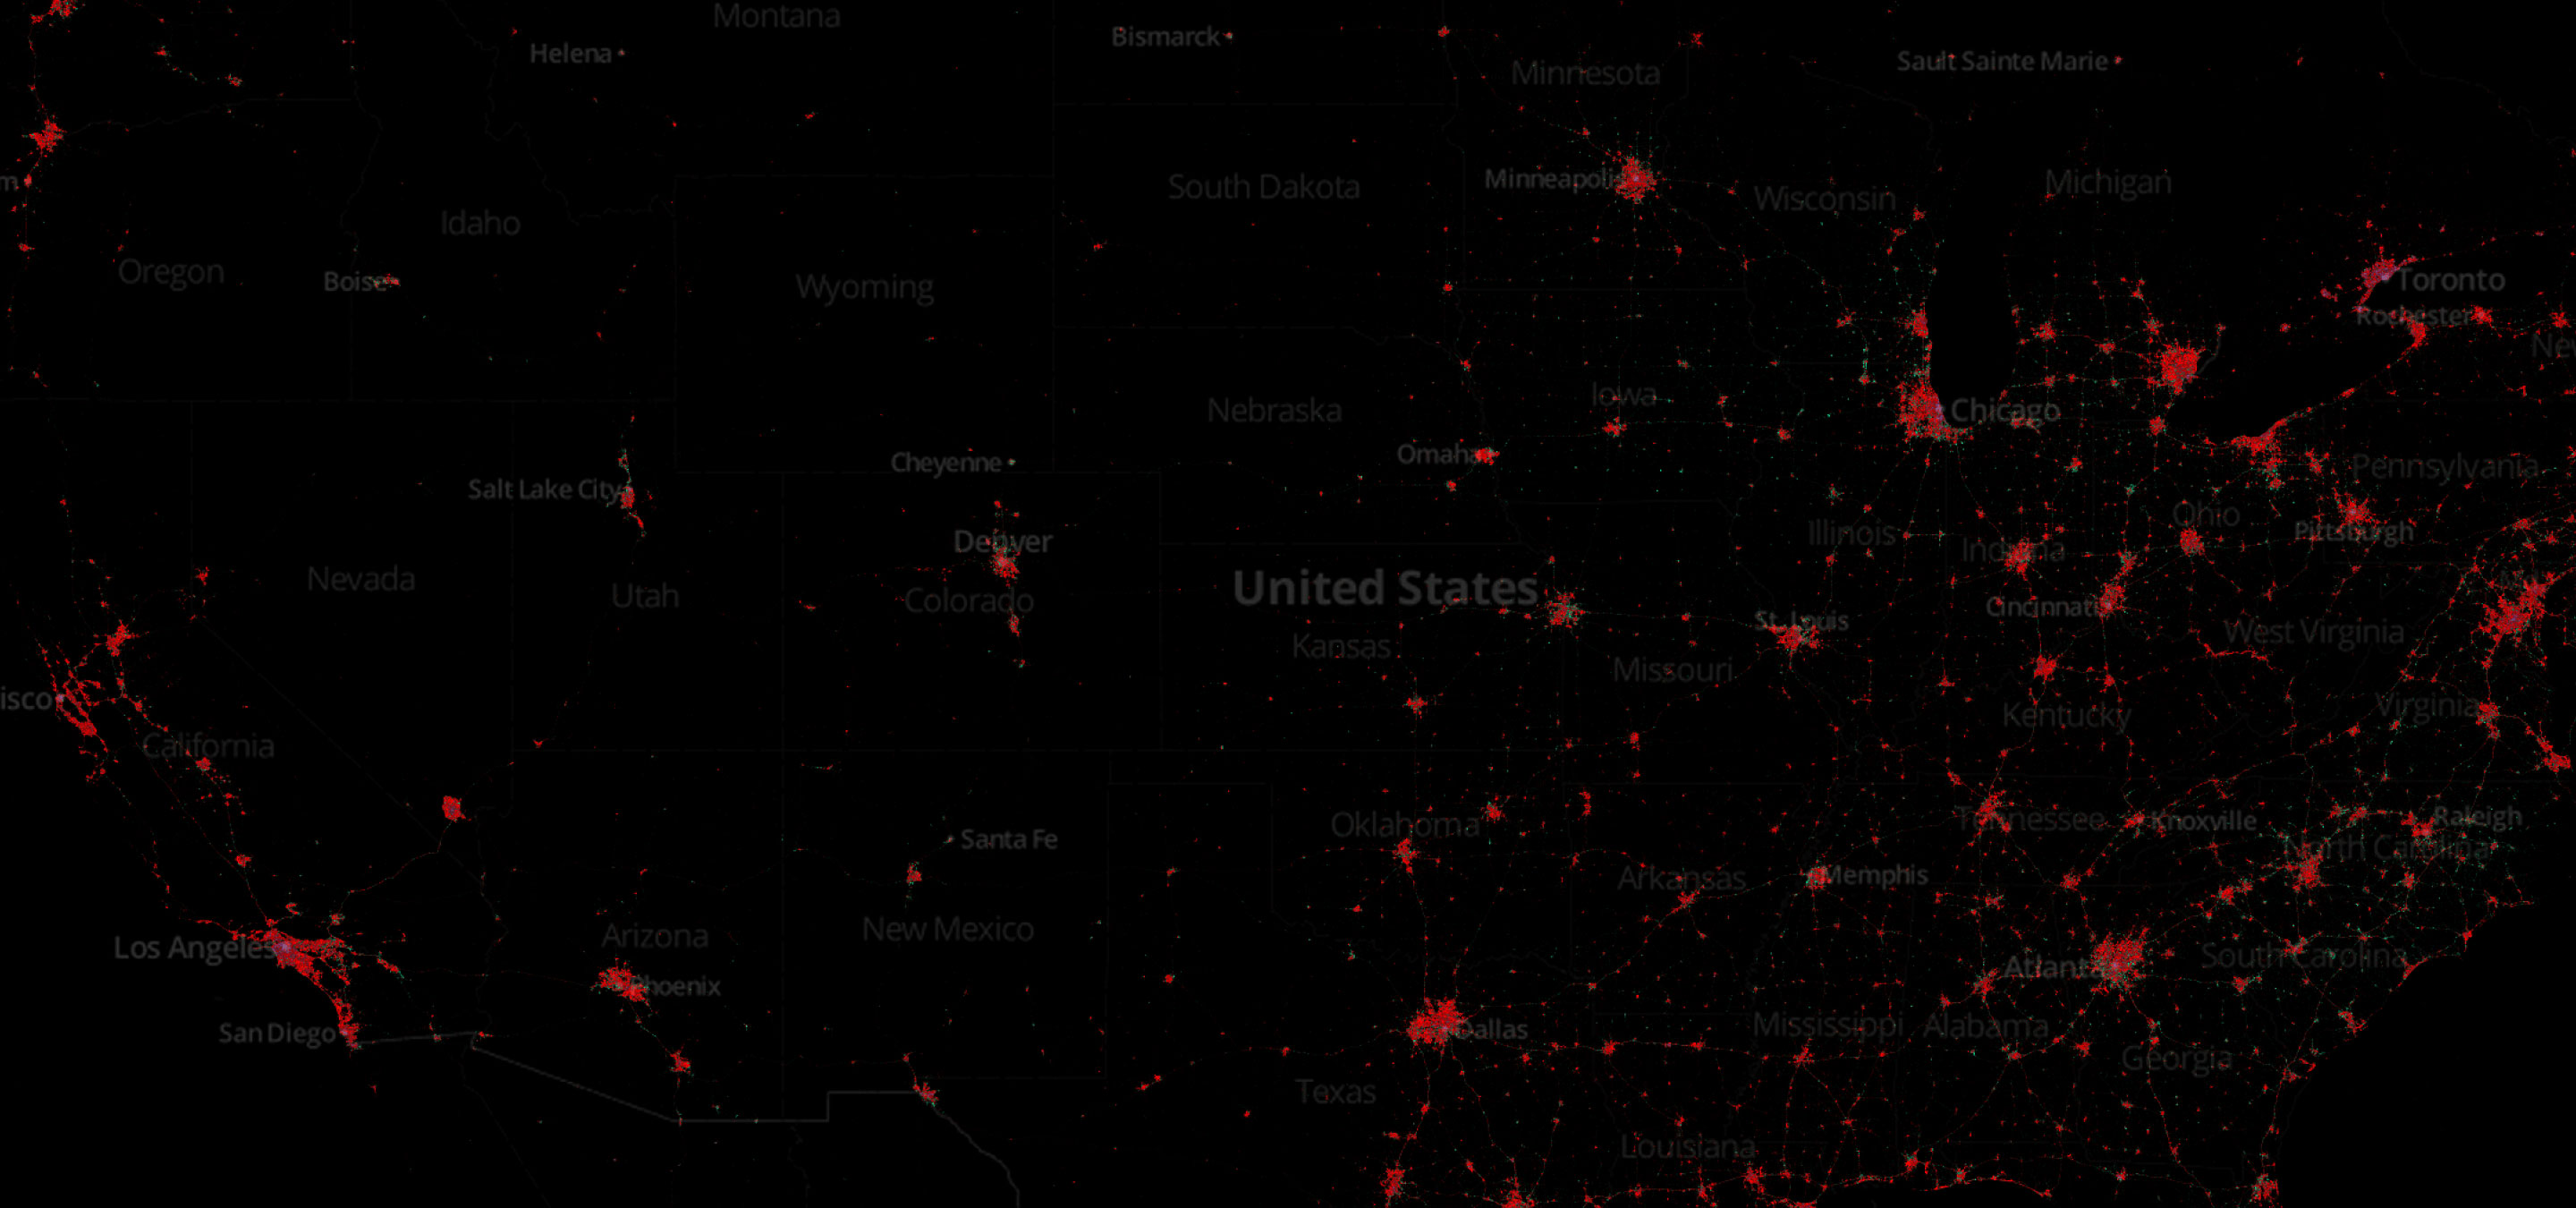 Montana
Bismarck
Helena
Sault Sainte Marie
Minnesota
Minneapolis
South Dakota
Michigan
Wisconsin
Idaho
Oregon
Boise
Wyoming
Toronto
Rochester
Nev
Iowa
Nebraska
Chicago
Omaha
Cheyenne
Pennsylvania
Salt Lake City
Ohio
Illinois
Pittsburgh
Denver
Indiana
Nevada
United States
Utah
Colorado
Cincinnati
St. Louis
West Virginia
Kansas
Missouri
isco
Virginia
Kentucky
California
Oklahoma
Tennessee
Knoxville
Raleigh
Santa Fe
North Carolina
Arkansas
Memphis
New Mexico
Arizona
Los Angeles
South Carolina
Atlanta
Phoenix
San Diego
Dallas
Mississippi
Alabama
Georgia
Texas
Louisiana